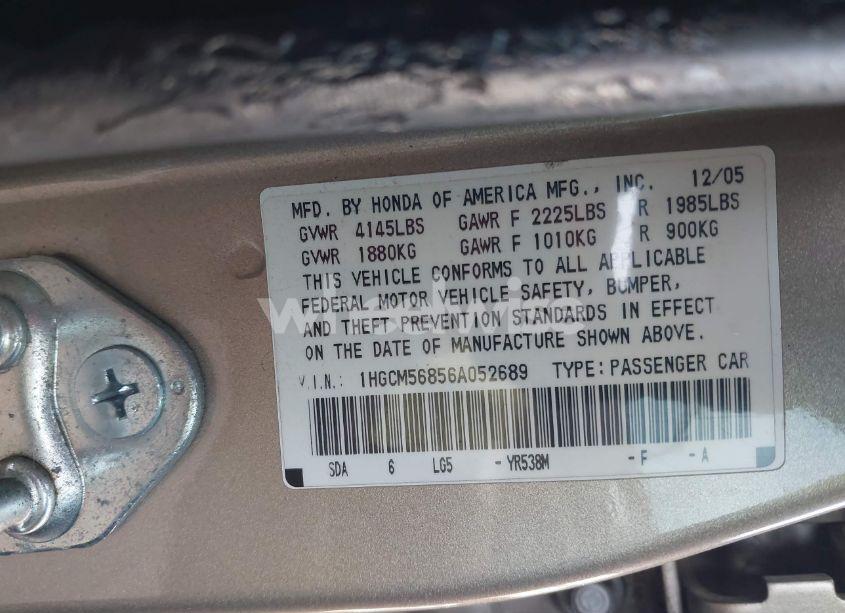 MFD. BY HONDA OF AMERICA MFG., INC. 12/05
GVWR 4145LBS GAWR F 2225LBS R 1985LBS
GVWR 1880KG GAWR F 1010KG R 900KG
THIS VEHICLE CONFORMS TO ALL APPLICABLE
FEDERAL MOTOR VEHICLE SAFETY, BUMPER,
AND THEFT PREVENTION STANDARDS IN EFFECT
ON THE DATE OF MANUFACTURE SHOWN ABOVE.
V.I.N.: 1HGCM56856A052689 TYPE: PASSENGER CAR
SDA 6 LG5 -YR538M -F -A